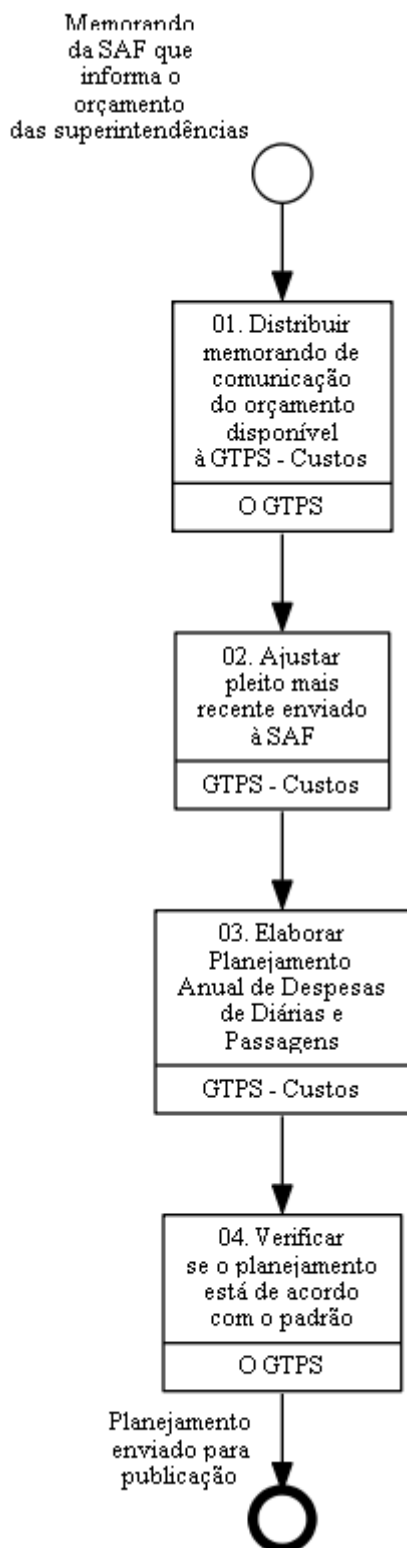 Memorando
da SAF que
informa o
orçamento
das superintendências
01. Distribuir
memorando de
comunicação
do orçamento
disponível
à GTPS - Custos
O GTPS
02. Ajustar
pleito mais
recente enviado
à SAF
GTPS - Custos
03. Elaborar
Planejamento
Anual de Despesas
de Diárias e
Passagens
GTPS - Custos
04. Verificar
se o planejamento
está de acordo
com o padrão
O GTPS
Planejamento
enviado para
publicação